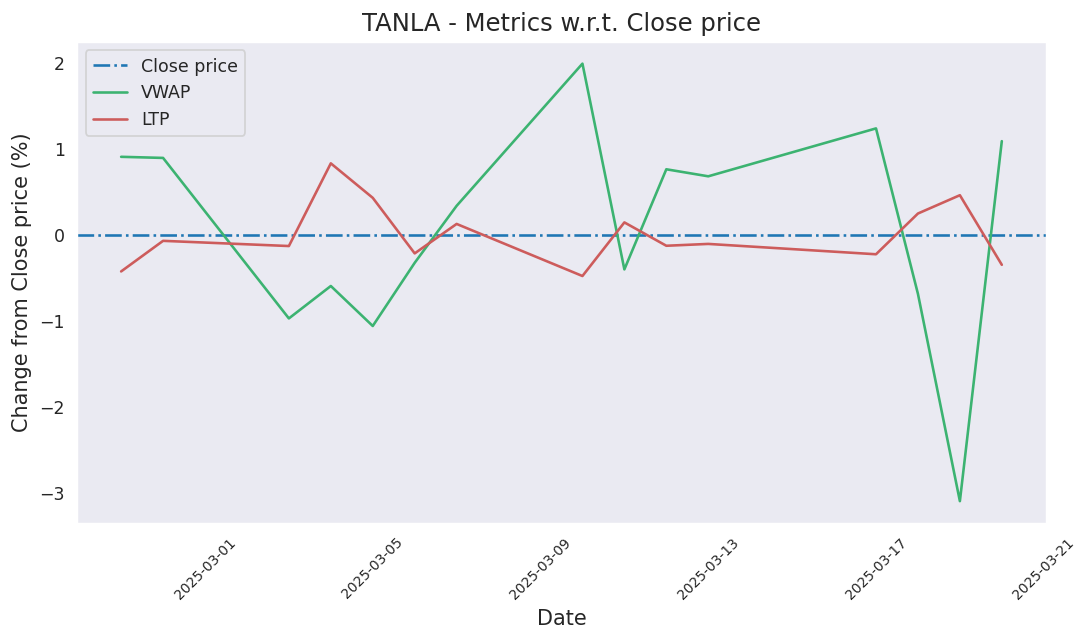 TANLA - Metrics w.r.t. Close price
Close price
VWAP
LTP
Change from Close price (%)
2
1
0
−1
−2
−3
2025-03-01
2025-03-05
2025-03-09
2025-03-13
2025-03-17
2025-03-21
Date